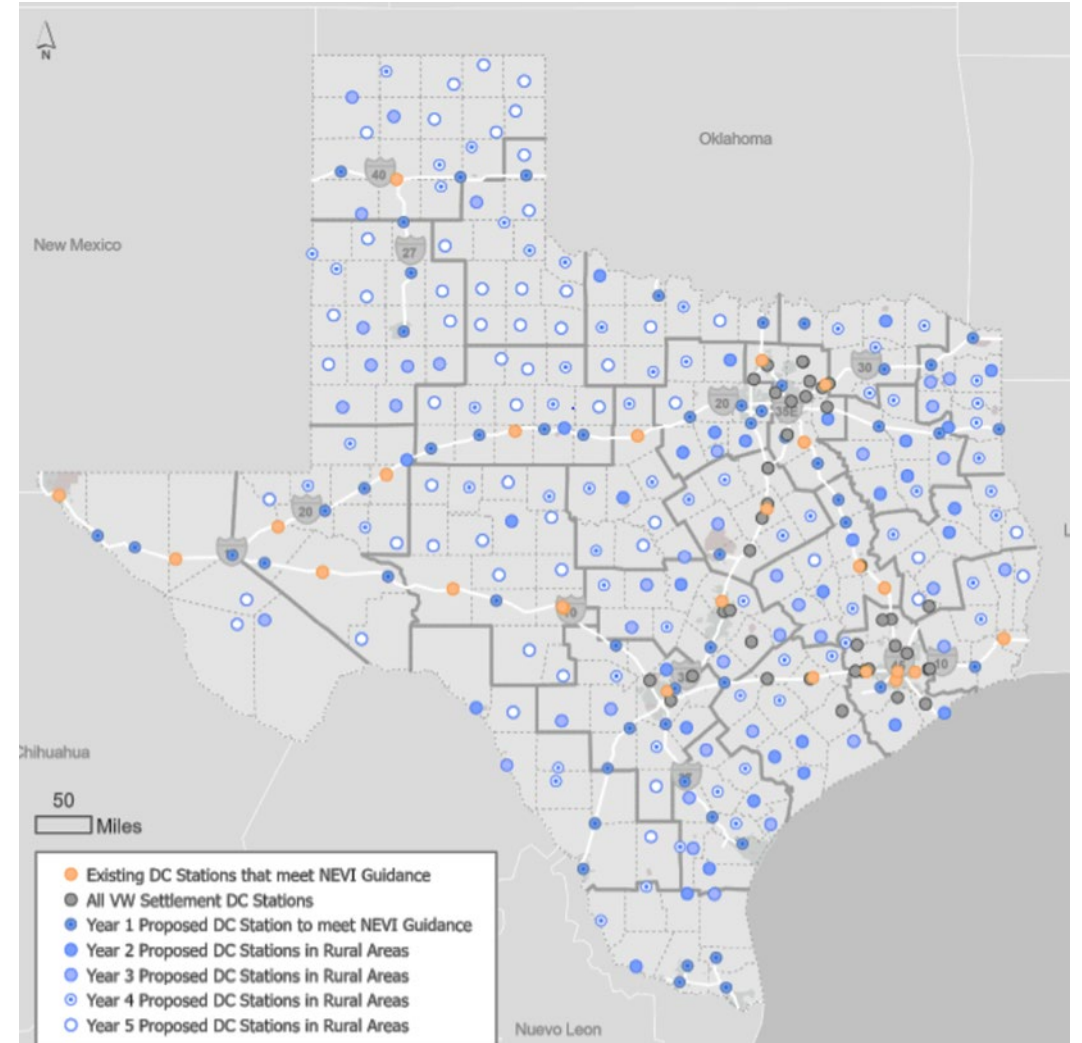 N
Oklahoma
40
New Mexico
27
30
20
35E
20
10
45
10
Chihuahua
50
Miles
Existing DC Stations that meet NEVI Guidance
All VW Settlement DC Stations
Year 1 Proposed DC Station to meet NEVI Guidance
Year 2 Proposed DC Stations in Rural Areas
Year 3 Proposed DC Stations in Rural Areas
Year 4 Proposed DC Stations in Rural Areas
Year 5 Proposed DC Stations in Rural Areas
Nuevo Leon